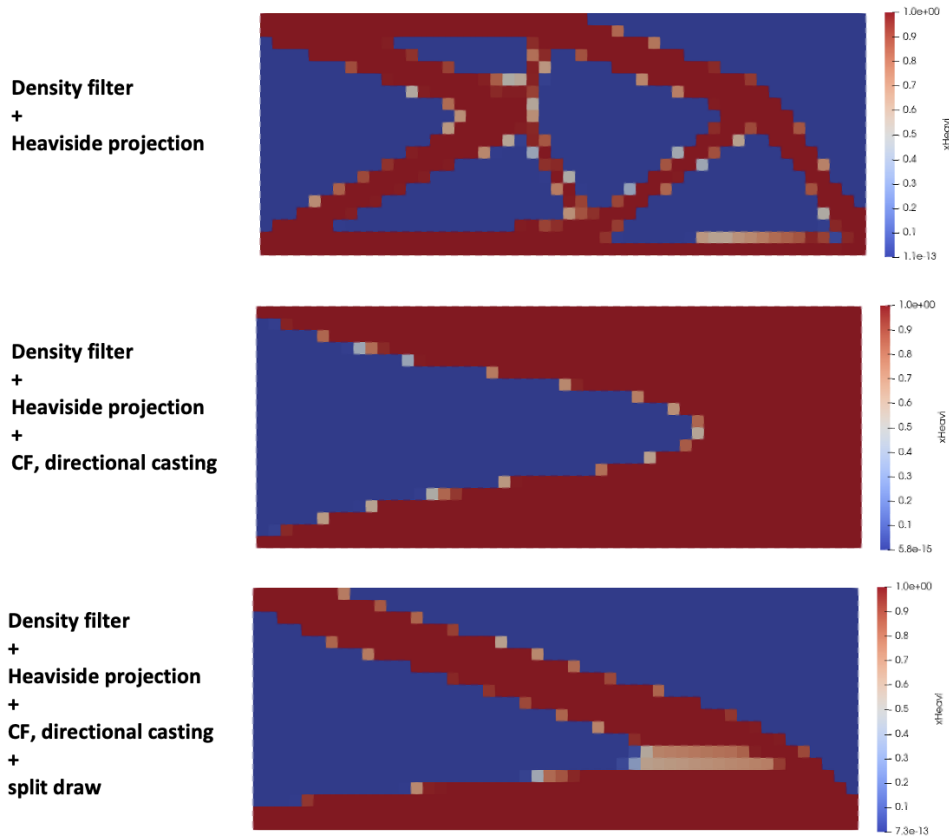 Density filter
+
Heaviside projection
1.0e+00
0.9
0.8
0.7
0.6
0.5
0.4
0.3
0.2
0.1
1.1e-13
xHeavi
Density filter
+
Heaviside projection
+
CF, directional casting
1.0e+00
0.9
0.8
0.7
0.6
0.5
0.4
0.3
0.2
0.1
5.8e-15
xHeavi
Density filter
+
Heaviside projection
+
CF, directional casting
+
split draw
1.0e+00
0.9
0.8
0.7
0.6
0.5
0.4
0.3
0.2
0.1
7.3e-13
xHeavi